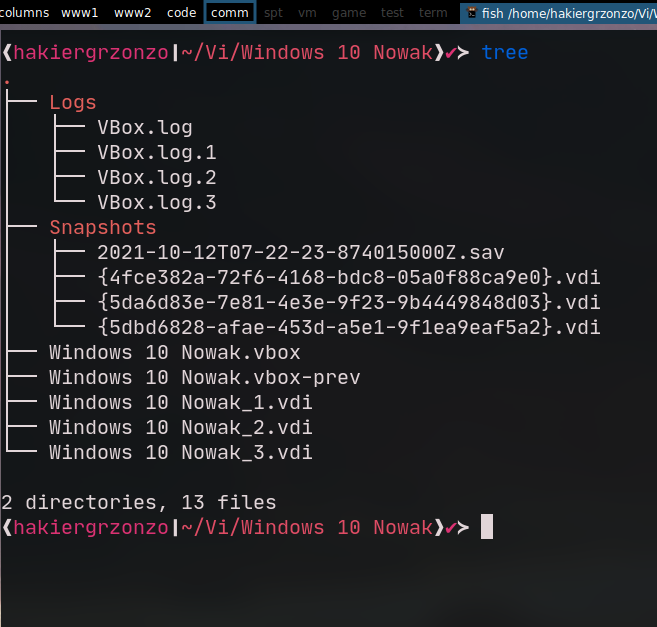 columns www1 www2 code comm spt vm game test term fish /home/hakiergrzonzo/Vi/W
❰hakiergrzonzo❙~/Vi/Windows 10 Nowak❱✔≻ tree
.
├── Logs
│   ├── VBox.log
│   ├── VBox.log.1
│   ├── VBox.log.2
│   └── VBox.log.3
├── Snapshots
│   ├── 2021-10-12T07-22-23-874015000Z.sav
│   ├── {4fce382a-72f6-4168-bdc8-05a0f88ca9e0}.vdi
│   ├── {5da6d83e-7e81-4e3e-9f23-9b4449848d03}.vdi
│   └── {5dbd6828-afae-453d-a5e1-9f1ea9eaf5a2}.vdi
├── Windows 10 Nowak.vbox
├── Windows 10 Nowak.vbox-prev
├── Windows 10 Nowak_1.vdi
├── Windows 10 Nowak_2.vdi
└── Windows 10 Nowak_3.vdi
2 directories, 13 files
❰hakiergrzonzo❙~/Vi/Windows 10 Nowak❱✔≻